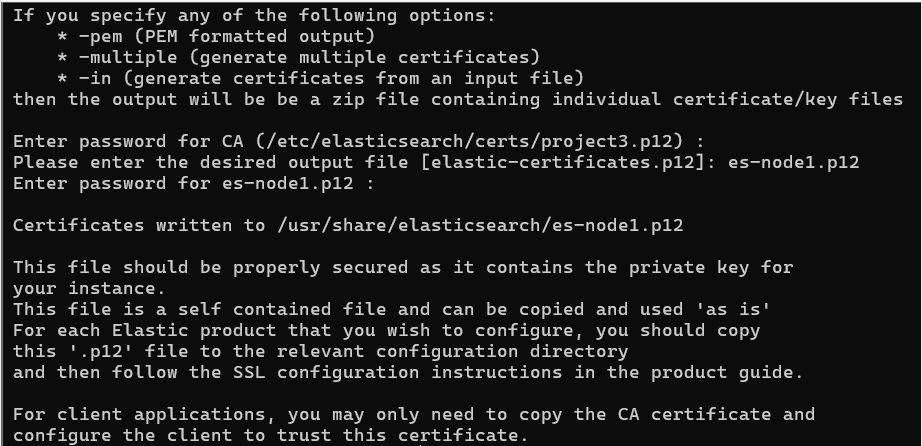 If you specify any of the following options:
* -pem (PEM formatted output)
* -multiple (generate multiple certificates)
* -in (generate certificates from an input file)
then the output will be be a zip file containing individual certificate/key files
Enter password for CA (/etc/elasticsearch/certs/project3.p12) :
Please enter the desired output file [elastic-certificates.p12]: es-node1.p12
Enter password for es-node1.p12 :
Certificates written to /usr/share/elasticsearch/es-node1.p12
This file should be properly secured as it contains the private key for
your instance.
This file is a self contained file and can be copied and used 'as is'
For each Elastic product that you wish to configure, you should copy
this '.p12' file to the relevant configuration directory
and then follow the SSL configuration instructions in the product guide.
For client applications, you may only need to copy the CA certificate and
configure the client to trust this certificate.